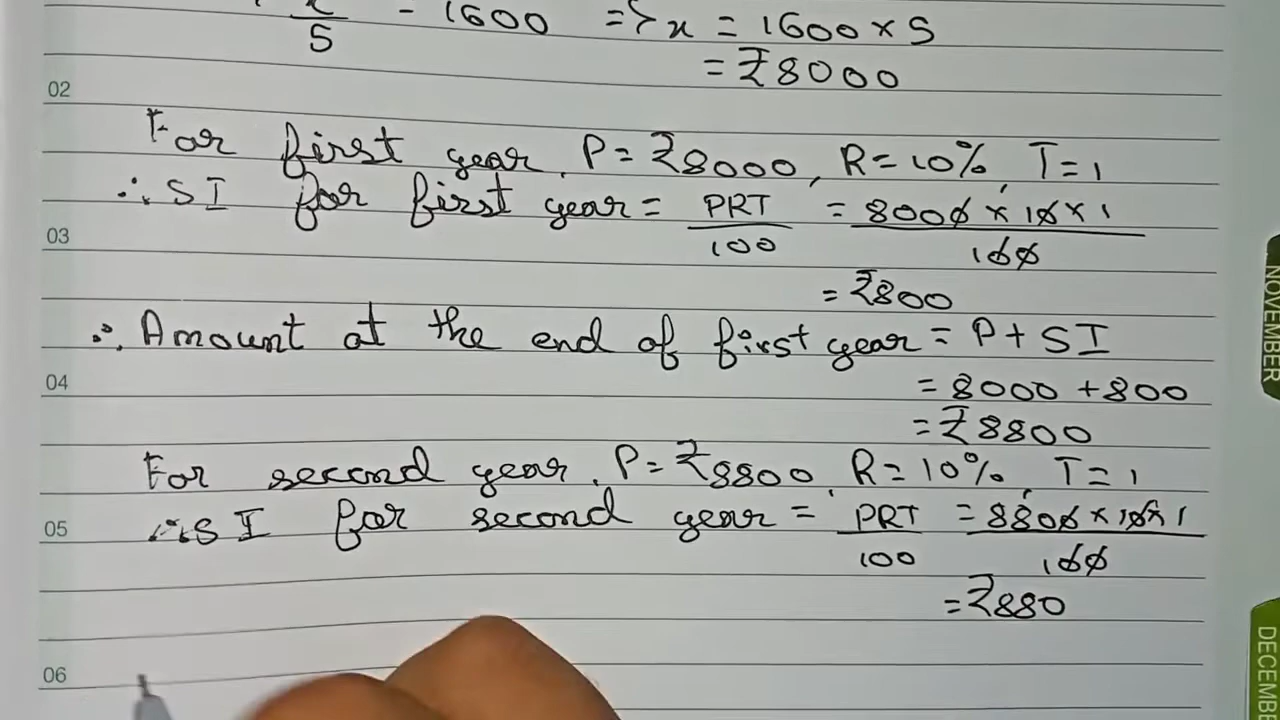 x/5 = 1600 => x = 1600 × 5
= ₹8000
02
For first year, P = ₹8000, R = 10%, T = 1
∴ SI for first year = PRT/100 = 8000 × 10 × 1/100
03
= ₹800
∴ Amount at the end of first year = P + SI
04
= 8000 + 800
= ₹8800
For second year, P = ₹8800, R = 10%, T = 1
05
∴ SI for second year = PRT/100 = 8800 × 10 × 1/100
= ₹880
06
NOVEMBER
DECEMB